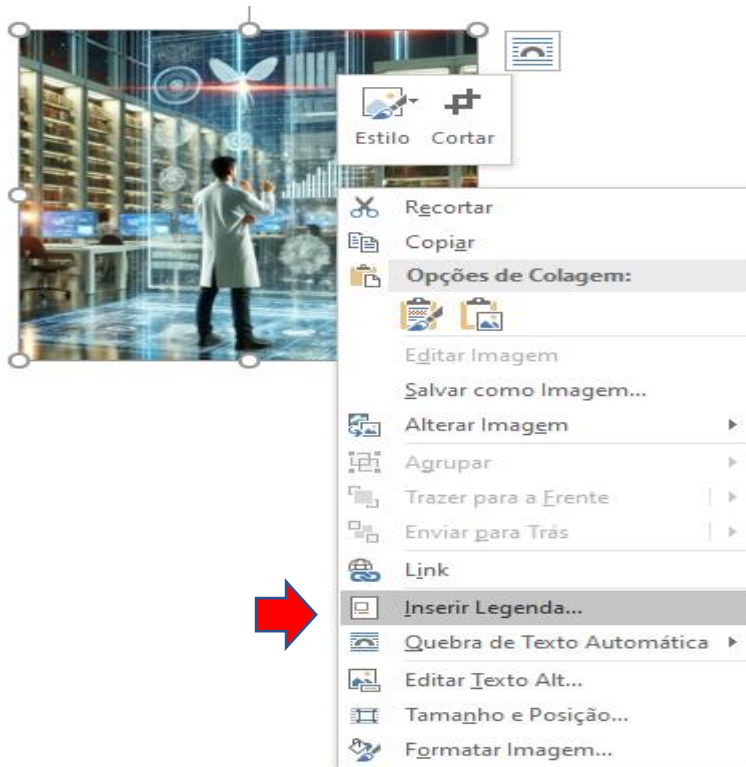 Estilo Cortar
Recortar
Copiar
Opções de Colagem:
Editar Imagem
Salvar como Imagem...
Alterar Imagem
Agrupar
Trazer para a Frente
Enviar para Trás
Link
Inserir Legenda...
Quebra de Texto Automática
Editar Texto Alt...
Tamanho e Posição...
Formatar Imagem...